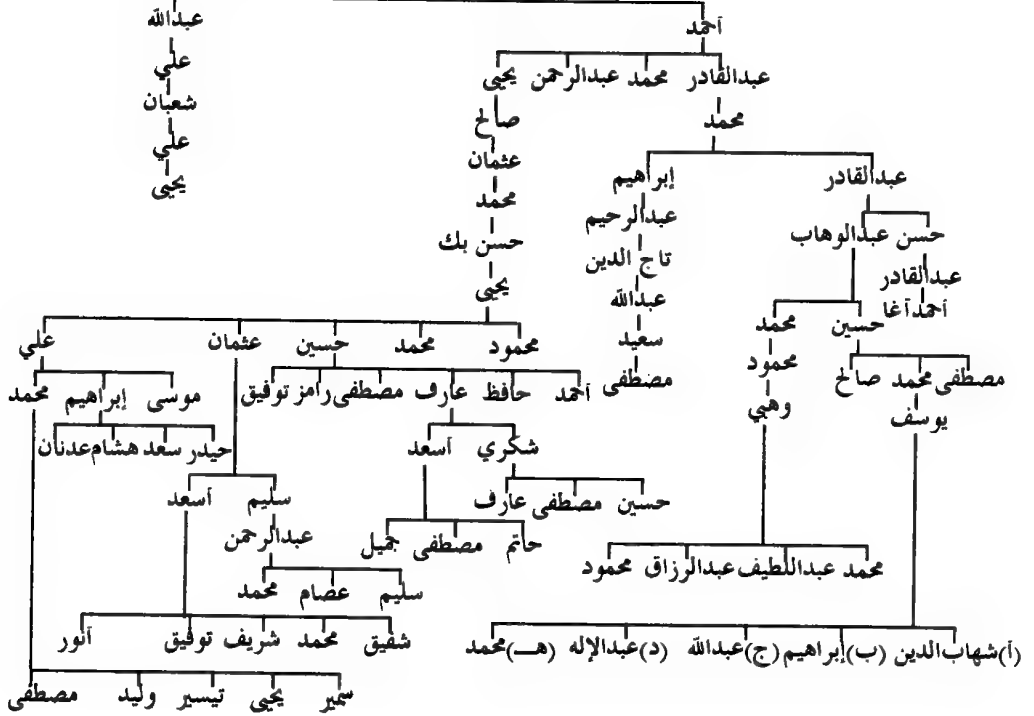 عبدالله
أحمد
علي
يحيى عبدالرحمن محمد عبدالقادر
شعبان
صالح
محمد
علي
عثمان
يحيى
إبراهيم
عبدالقادر
محمد
عبدالرحيم
حسن عبدالوهاب
حسن بك
تاج الدين
عبدالقادر
يحيى
عبدالله
أحمد آغا
محمد
حسين
محمود محمد حسين عثمان علي
سعيد
محمود
مصطفى
مصطفى محمد صالح
أحمد حافظ عارف مصطفى رامز توفيق
موسى إبراهيم محمد
وهبي
يوسف
شكري أسعد
حيدر سعد هشام عدنان
حسين مصطفى عارف
سليم أسعد
حاتم مصطفى جميل
عبدالرحمن
محمد عبداللطيف عبدالرزاق محمود
سليم عصام محمد
شفيق محمد شريف توفيق أنور
(أ) شهاب الدين (ب) إبراهيم (ج) عبدالله (د) عبدالإله (هـ) محمد
سمير يحيى تيسير وليد مصطفى